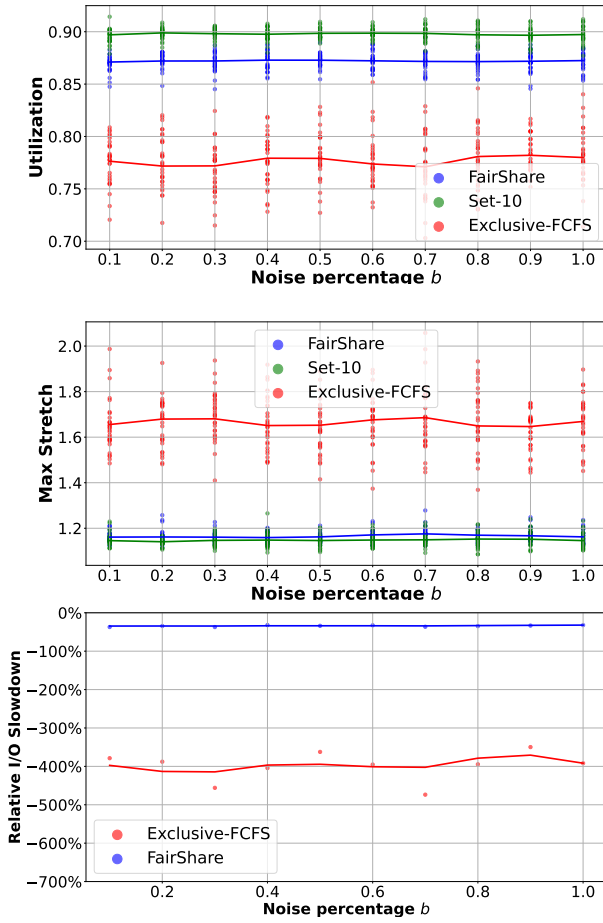 0.90
0.85
0.80
0.75
0.70
Utilization
FairShare
Set-10
Exclusive-FCFS
0.1 0.2 0.3 0.4 0.5 0.6 0.7 0.8 0.9 1.0
Noise percentage b
2.0
1.8
1.6
1.4
1.2
Max Stretch
FairShare
Set-10
Exclusive-FCFS
0.1 0.2 0.3 0.4 0.5 0.6 0.7 0.8 0.9 1.0
Noise percentage b
0%
−100%
−200%
−300%
−400%
−500%
−600%
−700%
Relative I/O Slowdown
Exclusive-FCFS
FairShare
0.2 0.4 0.6 0.8 1.0
Noise percentage b